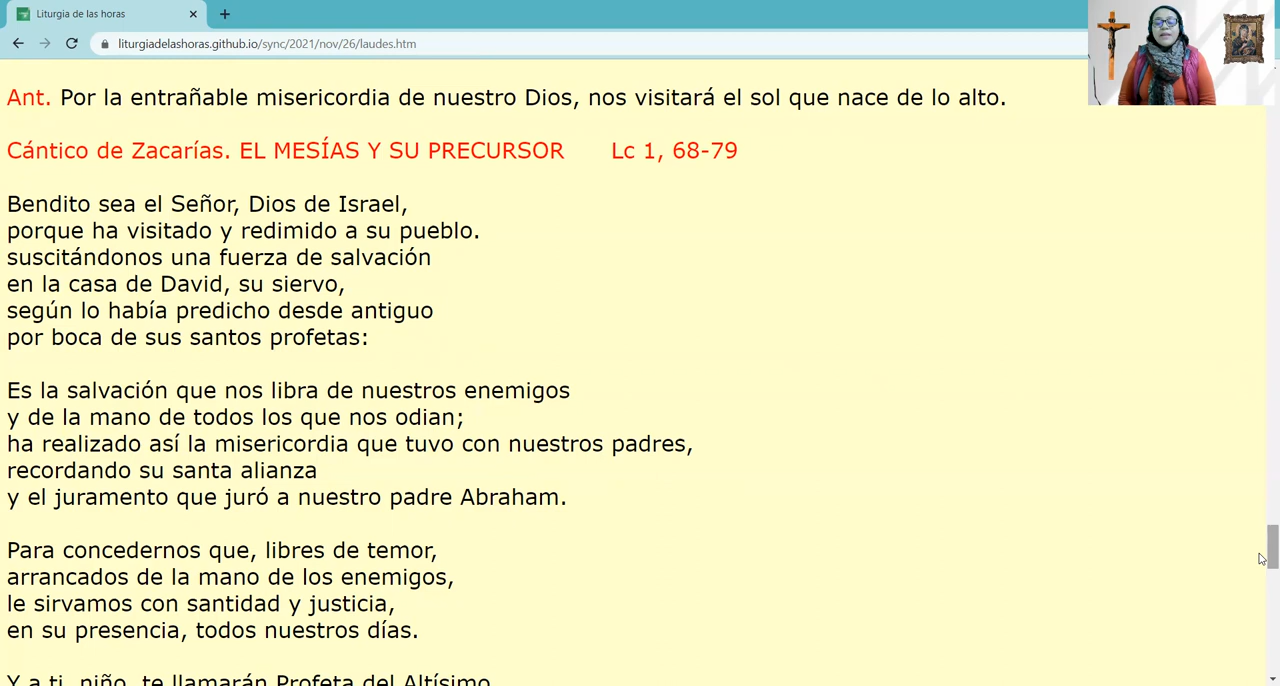 Liturgia de las horas
liturgiadelashoras.github.io/sync/2021/nov/26/laudes.htm
Ant. Por la entrañable misericordia de nuestro Dios, nos visitará el sol que nace de lo alto.
Cántico de Zacarías. EL MESÍAS Y SU PRECURSOR Lc 1, 68-79
Bendito sea el Señor, Dios de Israel,
porque ha visitado y redimido a su pueblo.
suscitándonos una fuerza de salvación
en la casa de David, su siervo,
según lo había predicho desde antiguo
por boca de sus santos profetas:
Es la salvación que nos libra de nuestros enemigos
y de la mano de todos los que nos odian;
ha realizado así la misericordia que tuvo con nuestros padres,
recordando su santa alianza
y el juramento que juró a nuestro padre Abraham.
Para concedernos que, libres de temor,
arrancados de la mano de los enemigos,
le sirvamos con santidad y justicia,
en su presencia, todos nuestros días.
Y a ti, niño, te llamarán Profeta del Altísimo